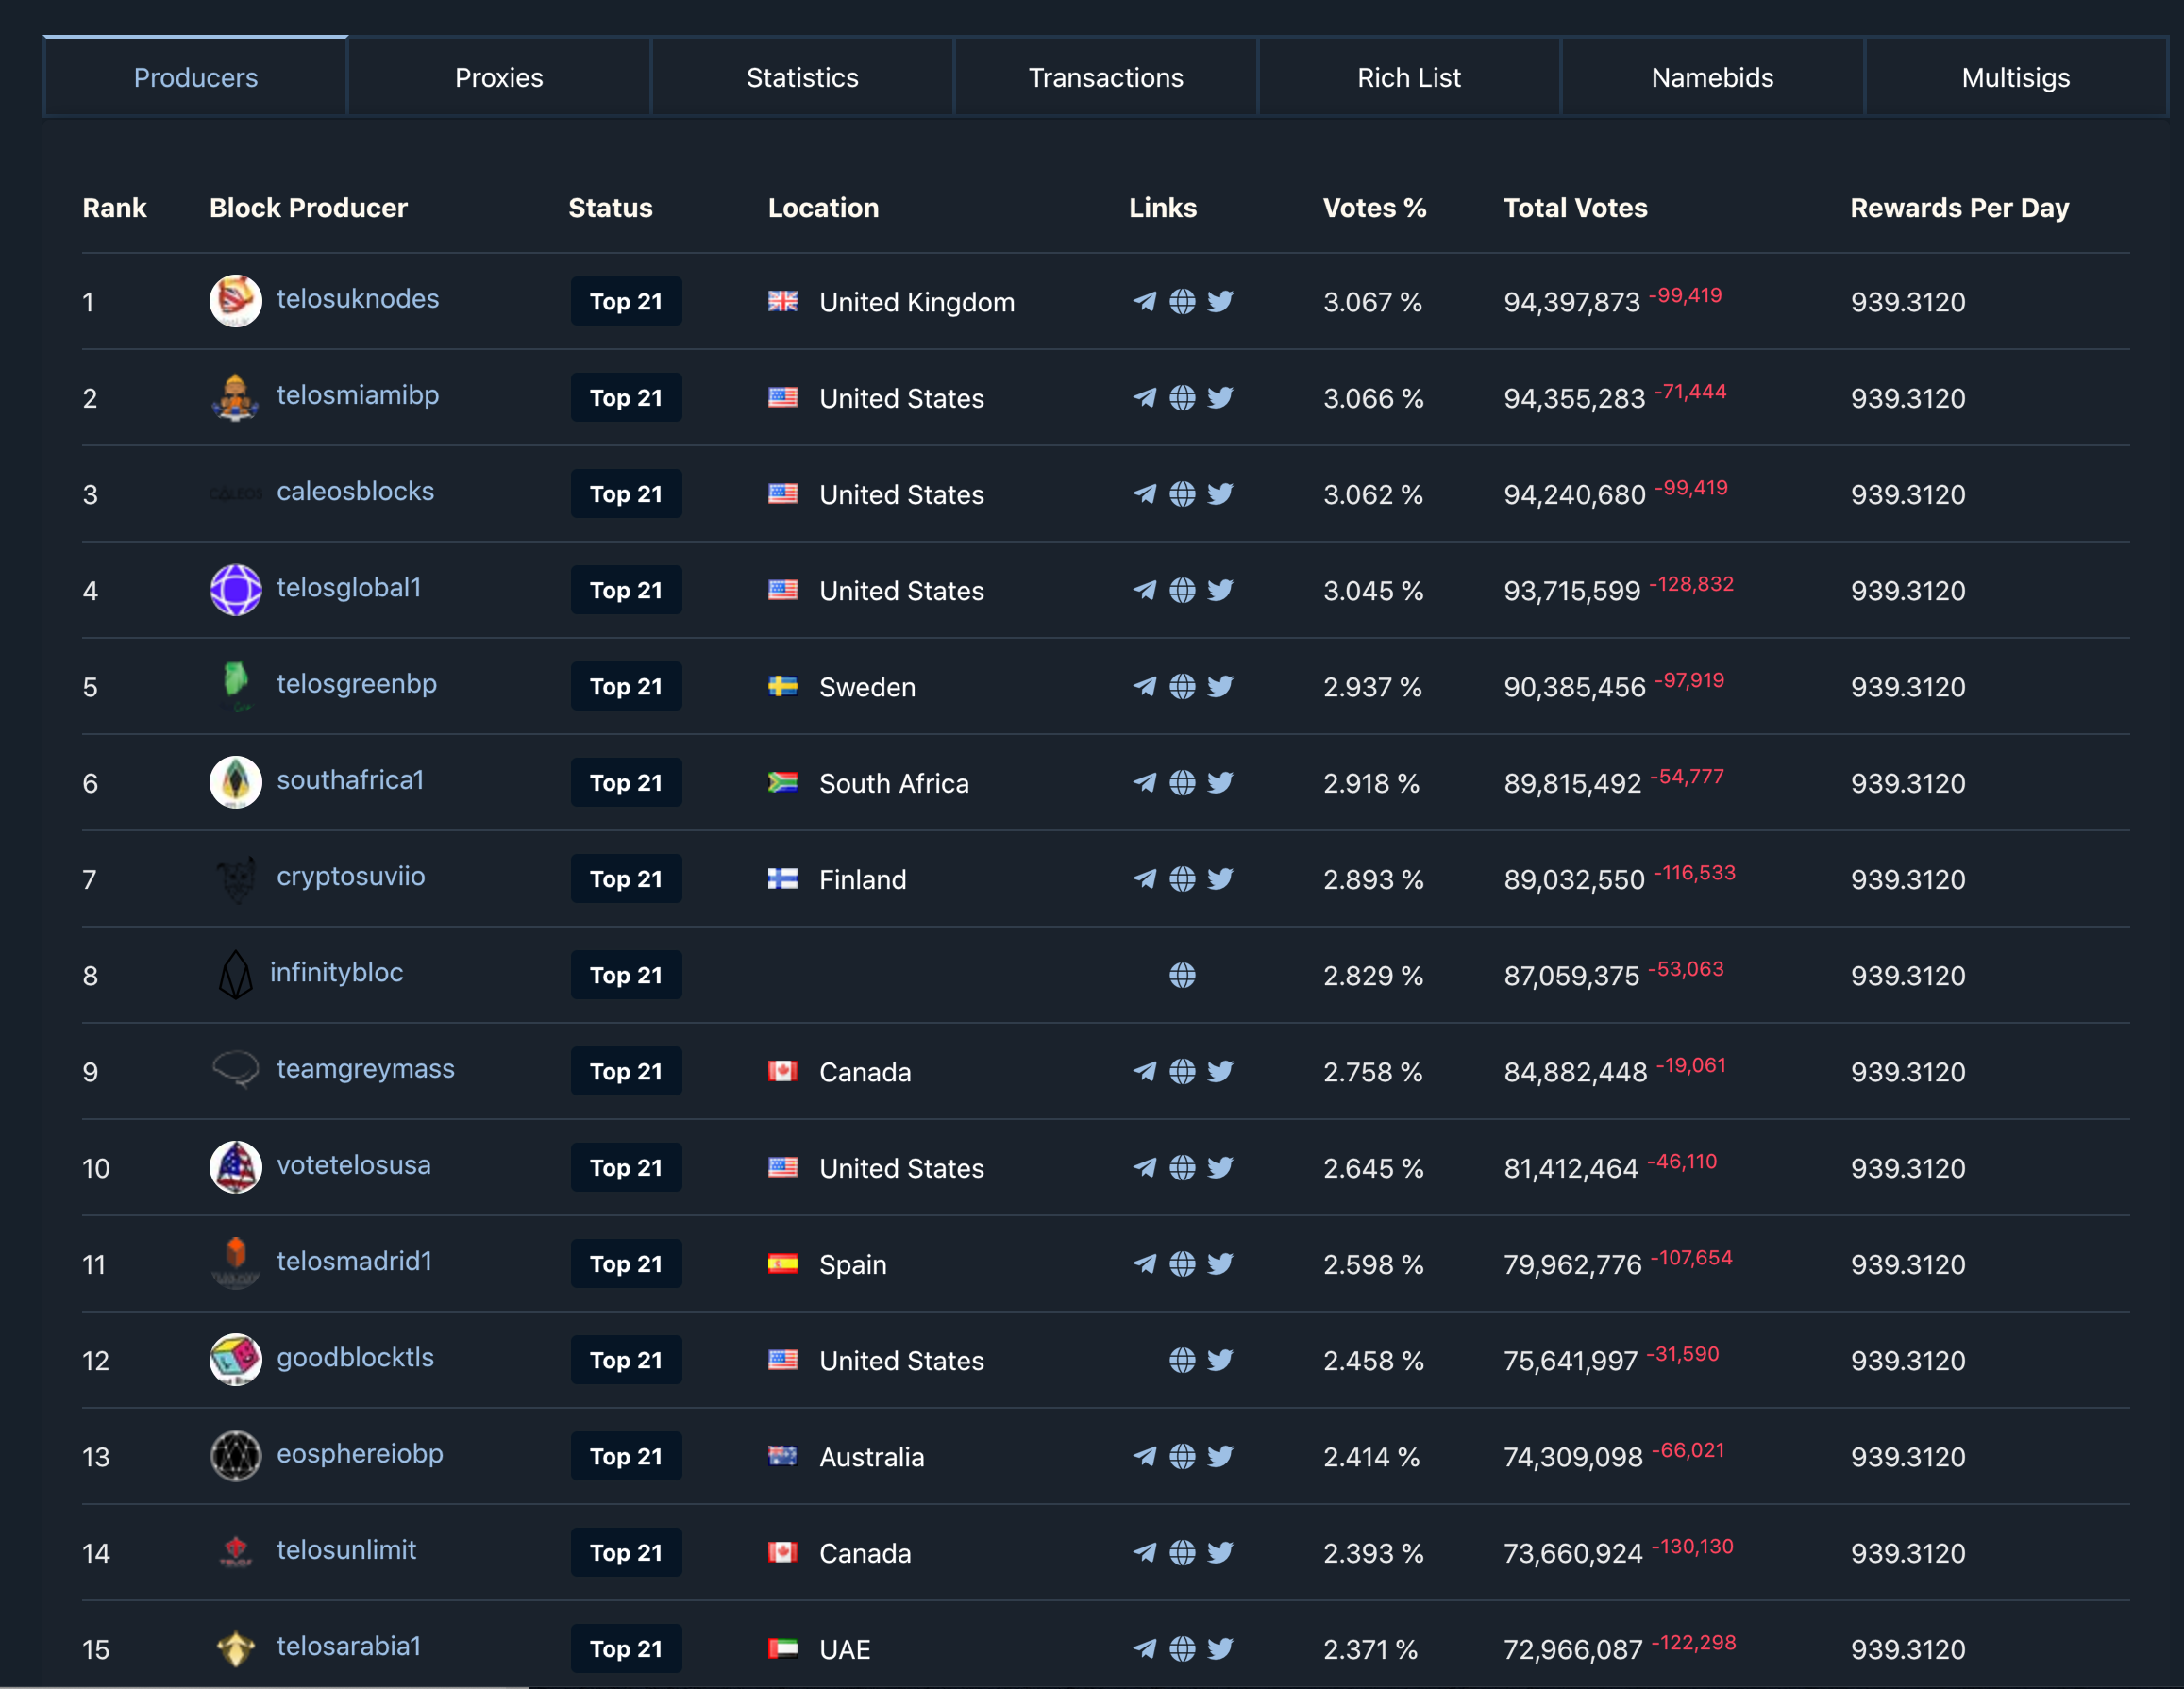 Producers Proxies Statistics Transactions Rich List Namebids Multisigs
Rank Block Producer Status Location Links Votes % Total Votes Rewards Per Day
1 telosuknodes Top 21 United Kingdom 3.067 % 94,397,873 -99,419 939.3120
2 telosmiamibp Top 21 United States 3.066 % 94,355,283 -71,444 939.3120
3 CALEOS caleosblocks Top 21 United States 3.062 % 94,240,680 -99,419 939.3120
4 telosglobal1 Top 21 United States 3.045 % 93,715,599 -128,832 939.3120
5 telosgreenbp Top 21 Sweden 2.937 % 90,385,456 -97,919 939.3120
6 southafrica1 Top 21 South Africa 2.918 % 89,815,492 -54,777 939.3120
7 cryptosuviio Top 21 Finland 2.893 % 89,032,550 -116,533 939.3120
8 infinitybloc Top 21 2.829 % 87,059,375 -53,063 939.3120
9 teamgreymass Top 21 Canada 2.758 % 84,882,448 -19,061 939.3120
10 votetelosusa Top 21 United States 2.645 % 81,412,464 -46,110 939.3120
11 telosmadrid1 Top 21 Spain 2.598 % 79,962,776 -107,654 939.3120
12 goodblocktls Top 21 United States 2.458 % 75,641,997 -31,590 939.3120
13 eosphereiobp Top 21 Australia 2.414 % 74,309,098 -66,021 939.3120
14 telosunlimit Top 21 Canada 2.393 % 73,660,924 -130,130 939.3120
15 telosarabia1 Top 21 UAE 2.371 % 72,966,087 -122,298 939.3120